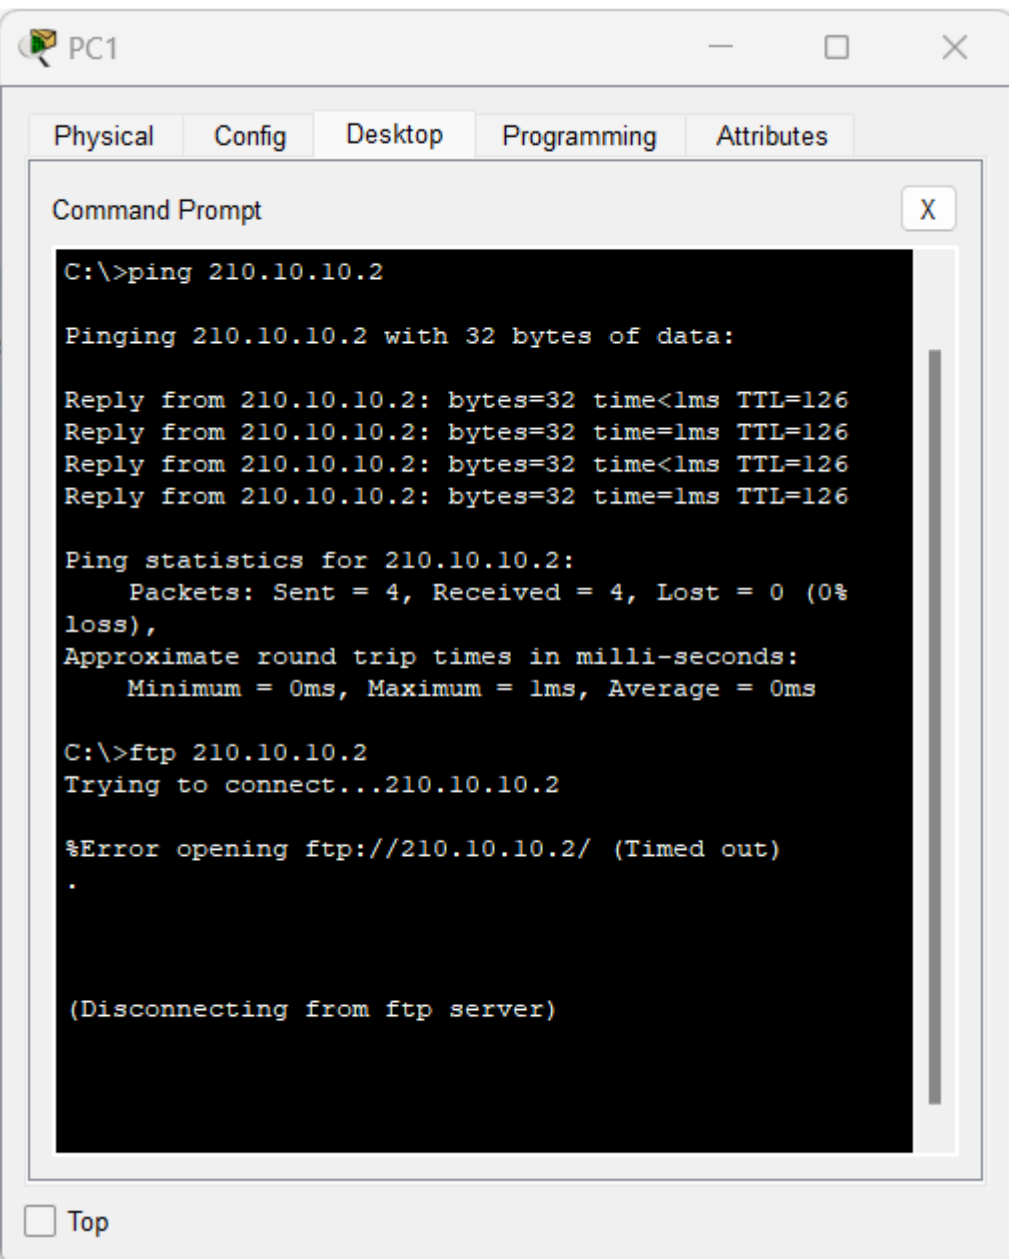 PC1
Physical Config Desktop Programming Attributes
Command Prompt X
C:\>ping 210.10.10.2
Pinging 210.10.10.2 with 32 bytes of data:
Reply from 210.10.10.2: bytes=32 time<1ms TTL=126
Reply from 210.10.10.2: bytes=32 time=1ms TTL=126
Reply from 210.10.10.2: bytes=32 time<1ms TTL=126
Reply from 210.10.10.2: bytes=32 time=1ms TTL=126
Ping statistics for 210.10.10.2:
Packets: Sent = 4, Received = 4, Lost = 0 (0%
loss),
Approximate round trip times in milli-seconds:
Minimum = 0ms, Maximum = 1ms, Average = 0ms
C:\>ftp 210.10.10.2
Trying to connect...210.10.10.2
%Error opening ftp://210.10.10.2/ (Timed out)
.
(Disconnecting from ftp server)
Top